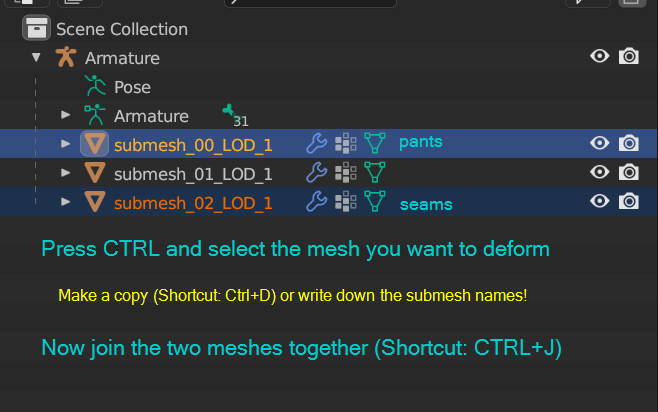 Scene Collection
Armature
Pose
Armature 31
submesh_00_LOD_1 pants
submesh_01_LOD_1
submesh_02_LOD_1 seams
Press CTRL and select the mesh you want to deform
Make a copy (Shortcut: Ctrl+D) or write down the submesh names!
Now join the two meshes together (Shortcut: CTRL+J)